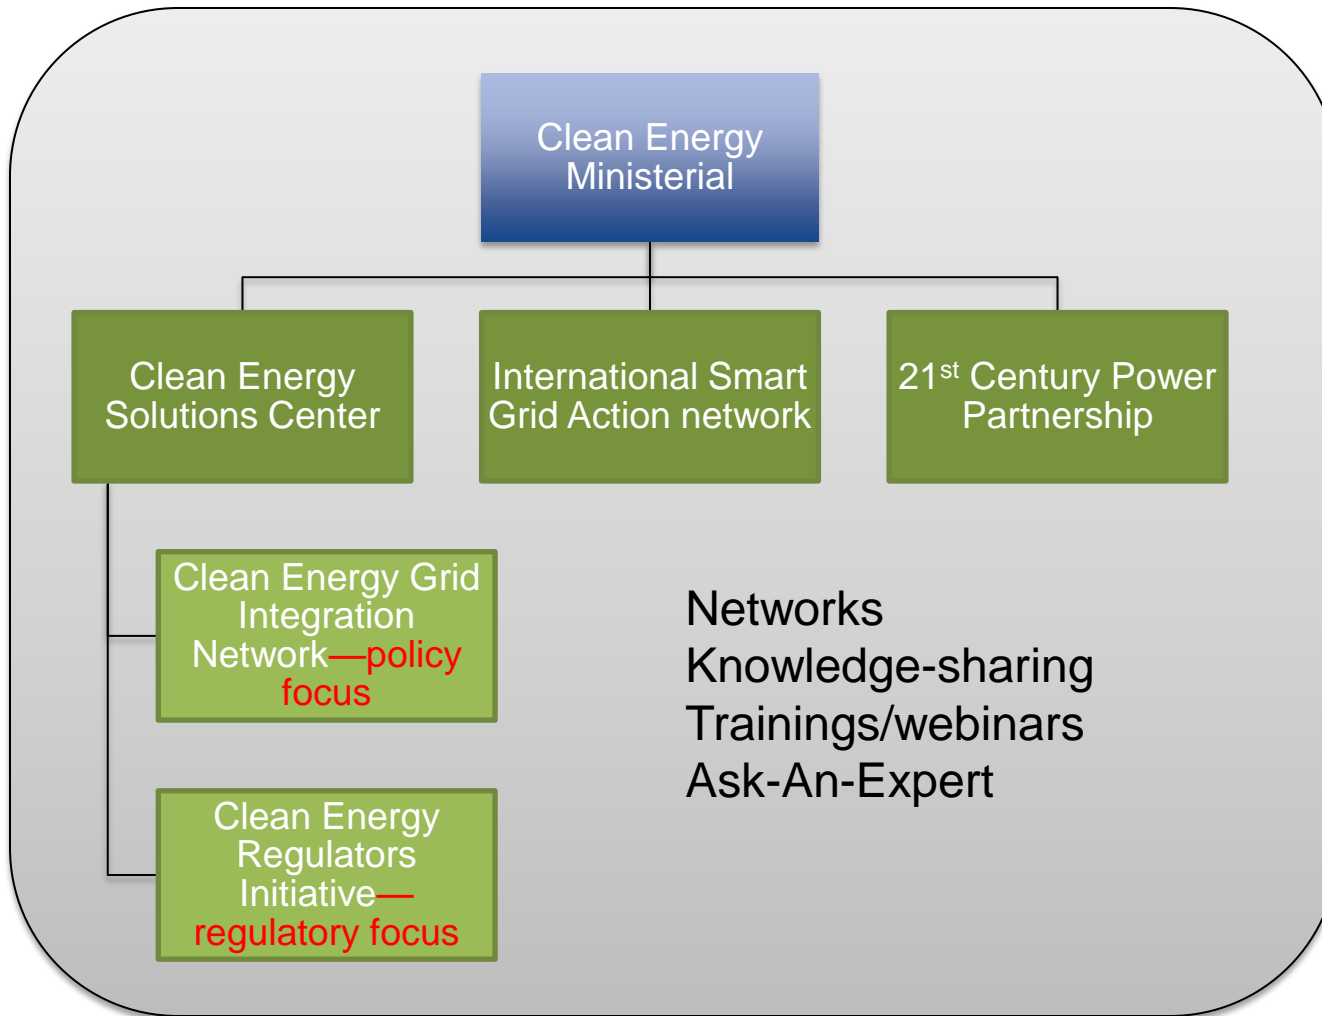 Clean Energy
Ministerial
Clean Energy
Solutions Center
International Smart
Grid Action network
21st Century Power
Partnership
Clean Energy Grid
Integration
Network—policy
focus
Clean Energy
Regulators
Initiative—
regulatory focus
Networks
Knowledge-sharing
Trainings/webinars
Ask-An-Expert